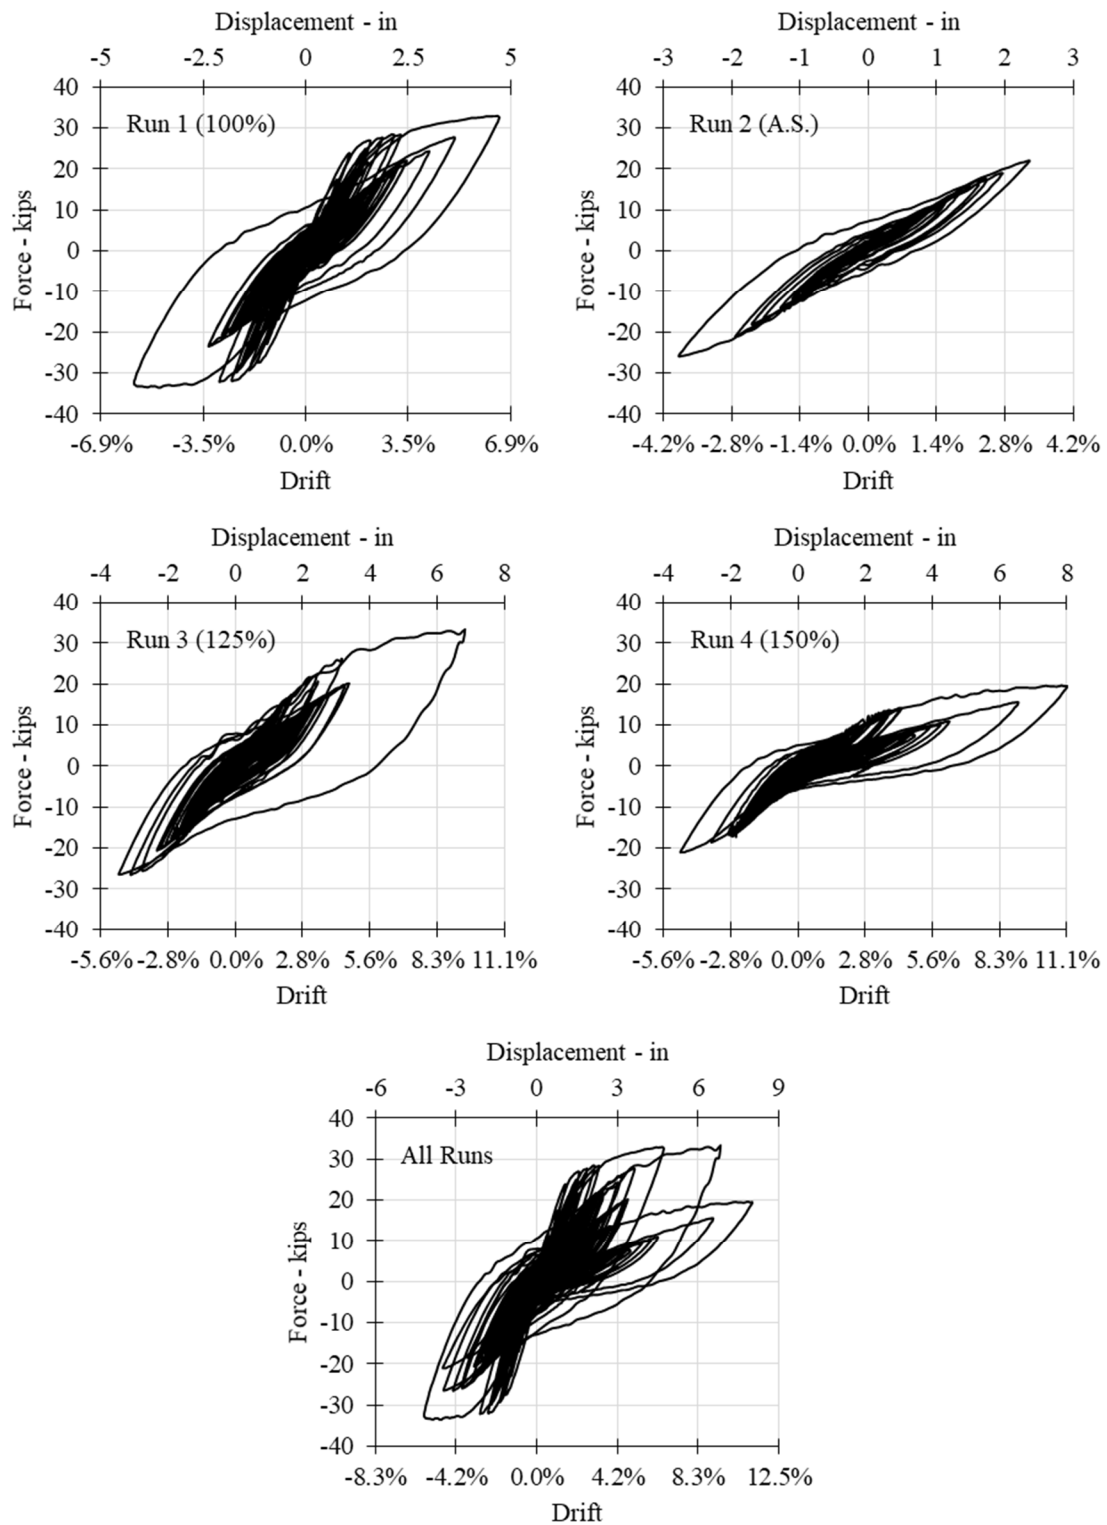 Displacement - in Displacement - in
-5 -2.5 0 2.5 5 -3 -2 -1 0 1 2 3
40 40
Run 1 (100%) Run 2 (A.S.)
30 30
20 20
10 10
0 0
-10 -10
-20 -20
-30 -30
-40 -40
Force - kips Force - kips
-6.9% -3.5% 0.0% 3.5% 6.9% -4.2% -2.8% -1.4% 0.0% 1.4% 2.8% 4.2%
Drift Drift
Displacement - in Displacement - in
-4 -2 0 2 4 6 8 -4 -2 0 2 4 6 8
40 40
Run 3 (125%) Run 4 (150%)
30 30
20 20
10 10
0 0
-10 -10
-20 -20
-30 -30
-40 -40
Force - kips Force - kips
-5.6% -2.8% 0.0% 2.8% 5.6% 8.3% 11.1% -5.6% -2.8% 0.0% 2.8% 5.6% 8.3% 11.1%
Drift Drift
Displacement - in
-6 -3 0 3 6 9
40
All Runs
30
20
10
0
-10
-20
-30
-40
Force - kips
-8.3% -4.2% 0.0% 4.2% 8.3% 12.5%
Drift